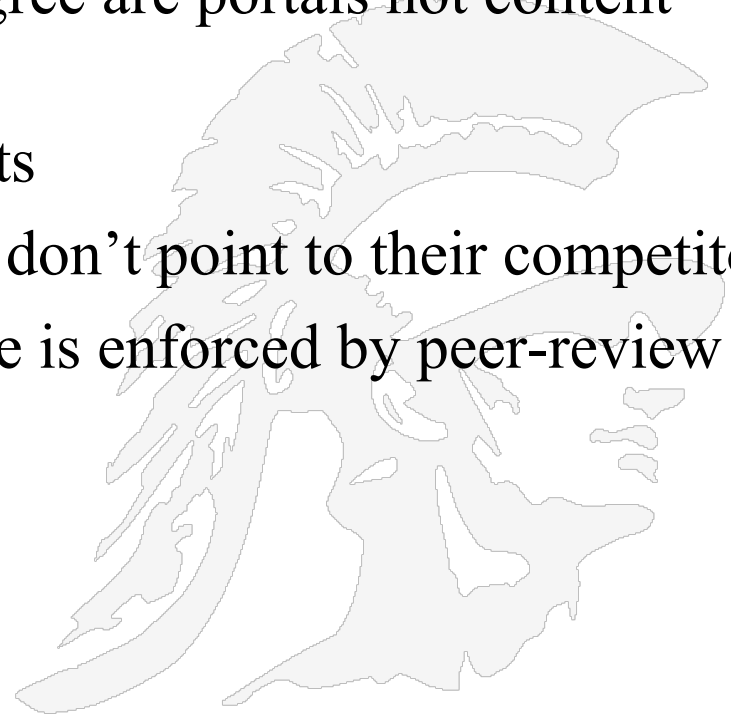 gree are portals not content
ts
don’t point to their competit
e is enforced by peer-review